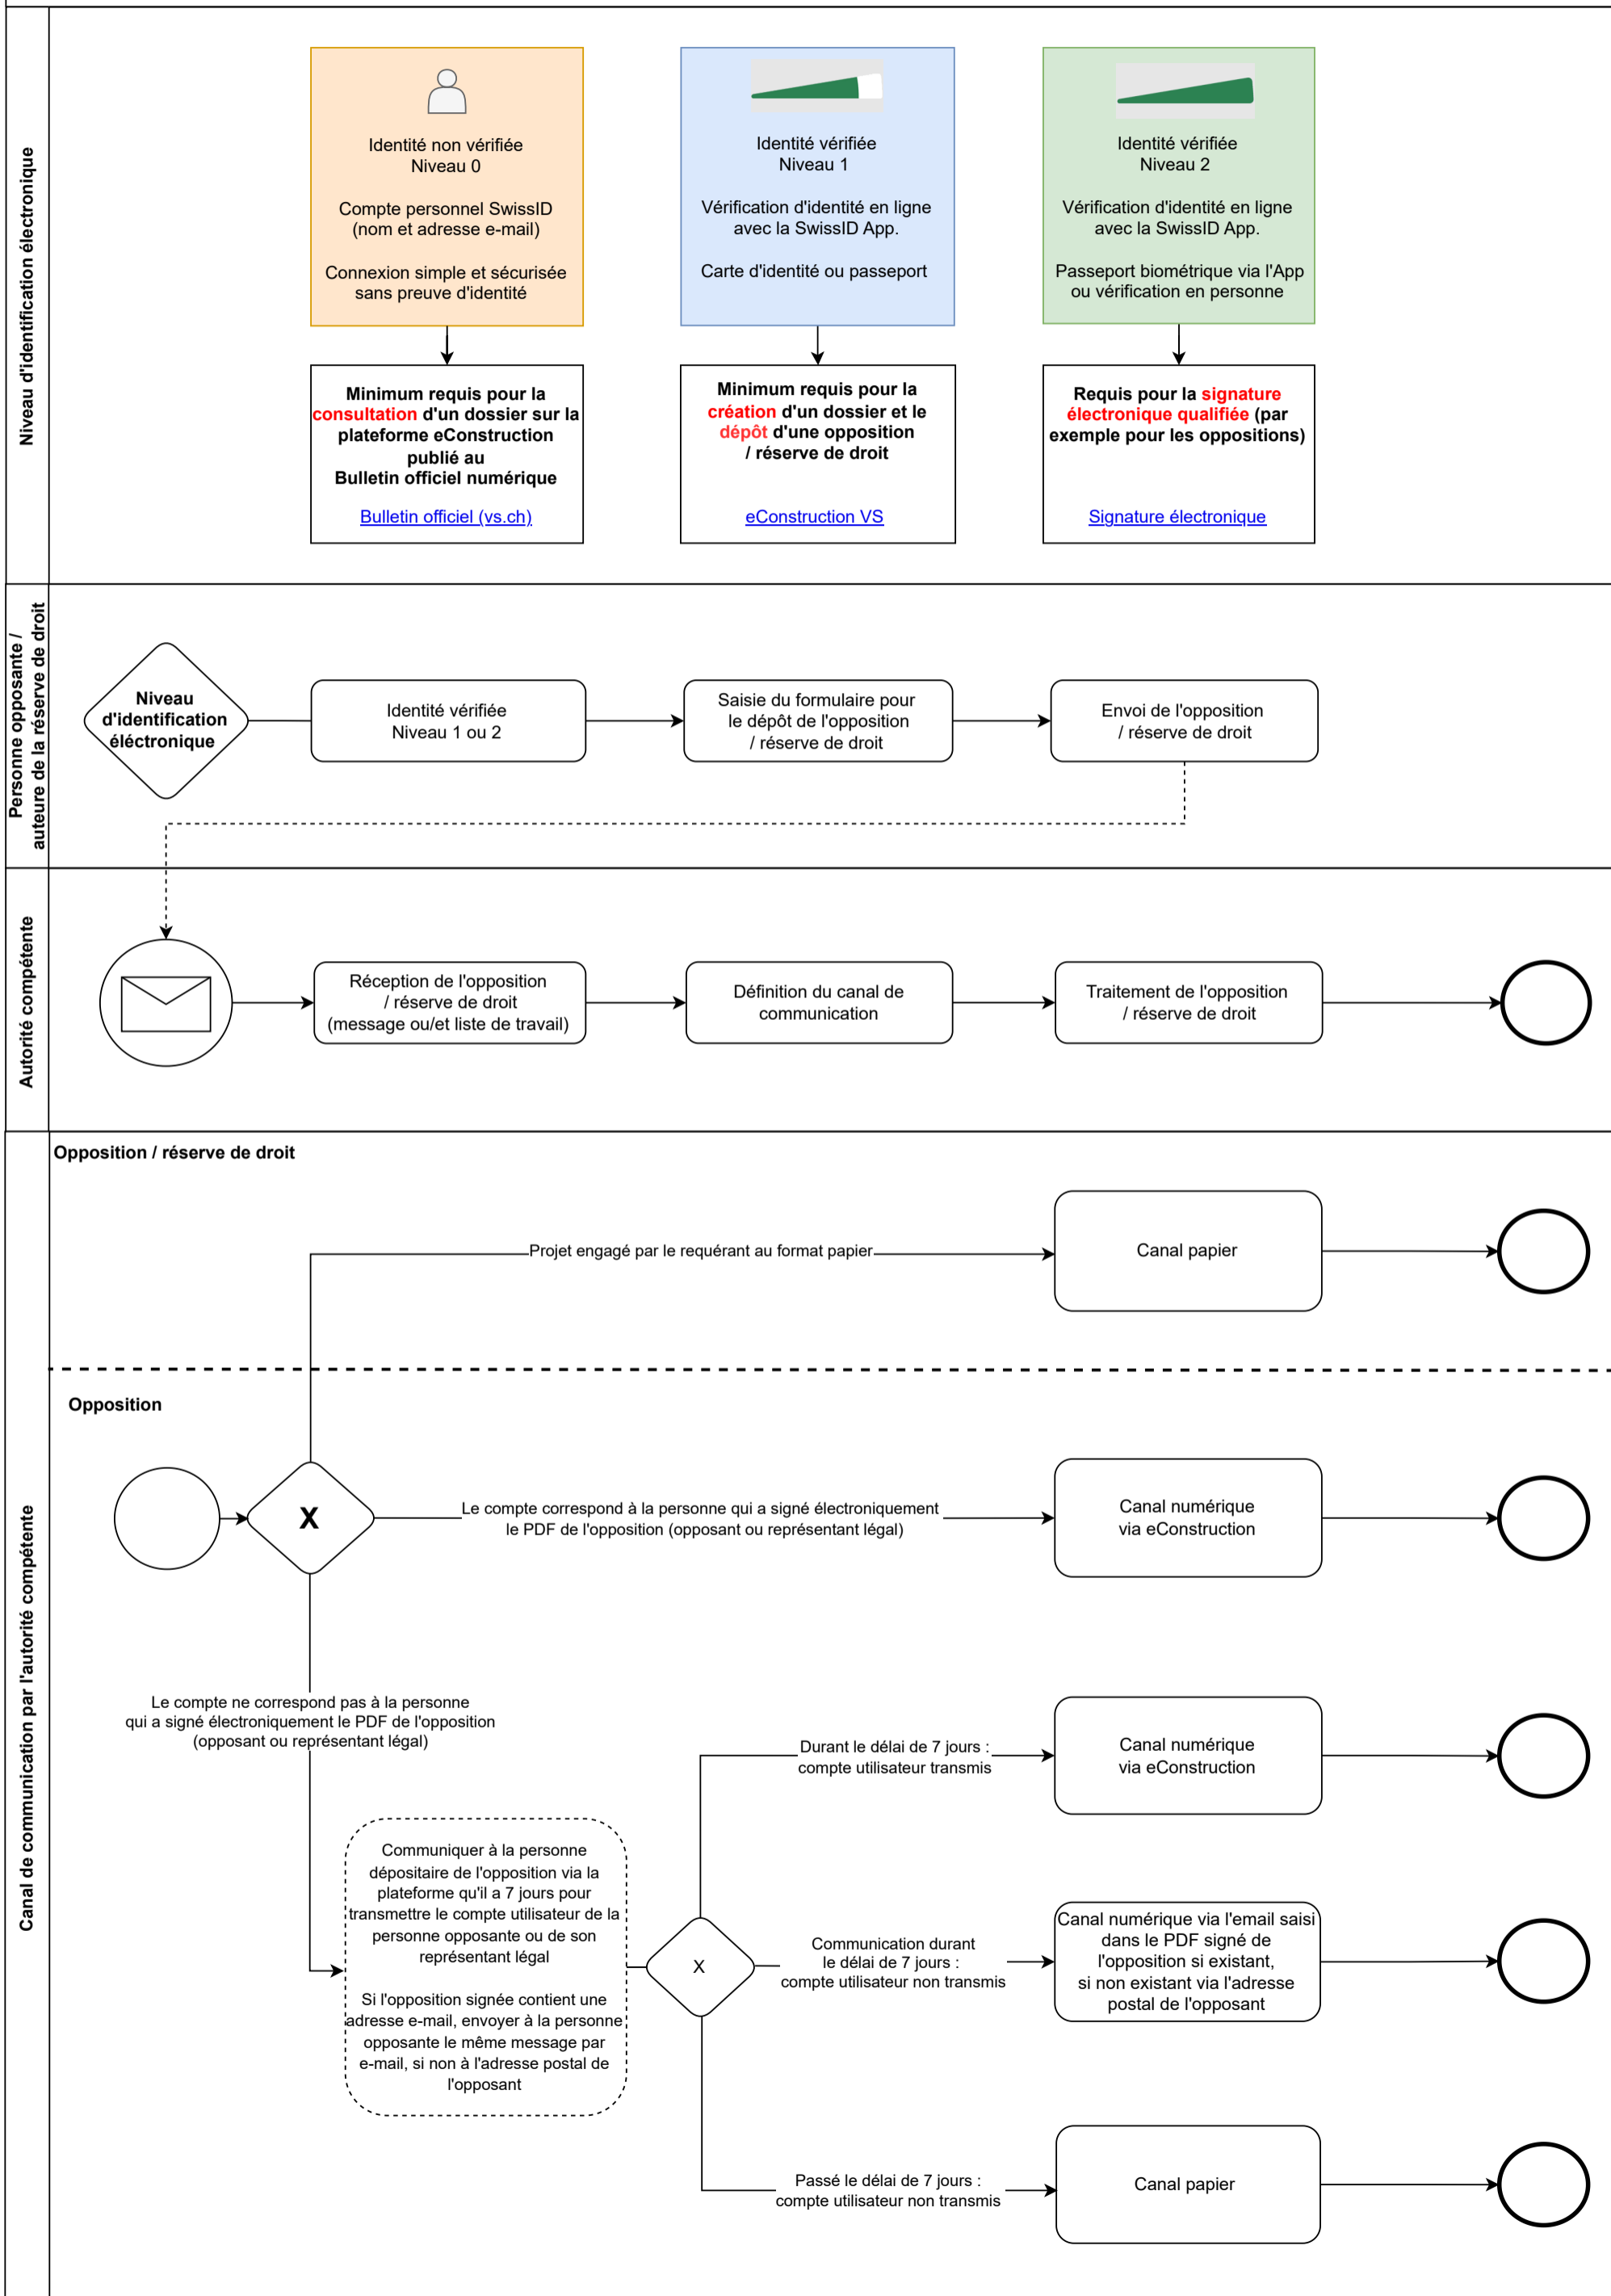 Niveau d'identification électronique
Identité non vérifiée
Niveau 0
Compte personnel SwissID
(nom et adresse e-mail)
Connexion simple et sécurisée
sans preuve d'identité
Identité vérifiée
Niveau 1
Vérification d'identité en ligne
avec la SwissID App.
Carte d'identité ou passeport
Identité vérifiée
Niveau 2
Vérification d'identité en ligne
avec la SwissID App.
Passeport biométrique via l'App
ou vérification en personne
Minimum requis pour la
consultation d'un dossier sur la
plateforme eConstruction
publié au
Bulletin officiel numérique
Bulletin officiel (vs.ch)
Minimum requis pour la
création d'un dossier et le
dépôt d'une opposition
/ réserve de droit
eConstruction VS
Requis pour la signature
électronique qualifiée (par
exemple pour les oppositions)
Signature électronique
Personne opposante /
auteure de la réserve de droit
Niveau
d'identification
éléctronique
Identité vérifiée
Niveau 1 ou 2
Saisie du formulaire pour
le dépôt de l'opposition
/ réserve de droit
Envoi de l'opposition
/ réserve de droit
Autorité compétente
Réception de l'opposition
/ réserve de droit
(message ou/et liste de travail)
Définition du canal de
communication
Traitement de l'opposition
/ réserve de droit
Canal de communication par l'autorité compétente
Opposition / réserve de droit
Projet engagé par le requérant au format papier
Canal papier
Opposition
X
Le compte correspond à la personne qui a signé électroniquement
le PDF de l'opposition (opposant ou représentant légal)
Canal numérique
via eConstruction
Le compte ne correspond pas à la personne
qui a signé électroniquement le PDF de l'opposition
(opposant ou représentant légal)
Communiquer à la personne
dépositaire de l'opposition via la
plateforme qu'il a 7 jours pour
transmettre le compte utilisateur de la
personne opposante ou de son
représentant légal
Si l'opposition signée contient une
adresse e-mail, envoyer à la personne
opposante le même message par
e-mail, si non à l'adresse postal de
l'opposant
X
Durant le délai de 7 jours :
compte utilisateur transmis
Canal numérique
via eConstruction
Communication durant
le délai de 7 jours :
compte utilisateur non transmis
Canal numérique via l'email saisi
dans le PDF signé de
l'opposition si existant,
si non existant via l'adresse
postal de l'opposant
Passé le délai de 7 jours :
compte utilisateur non transmis
Canal papier